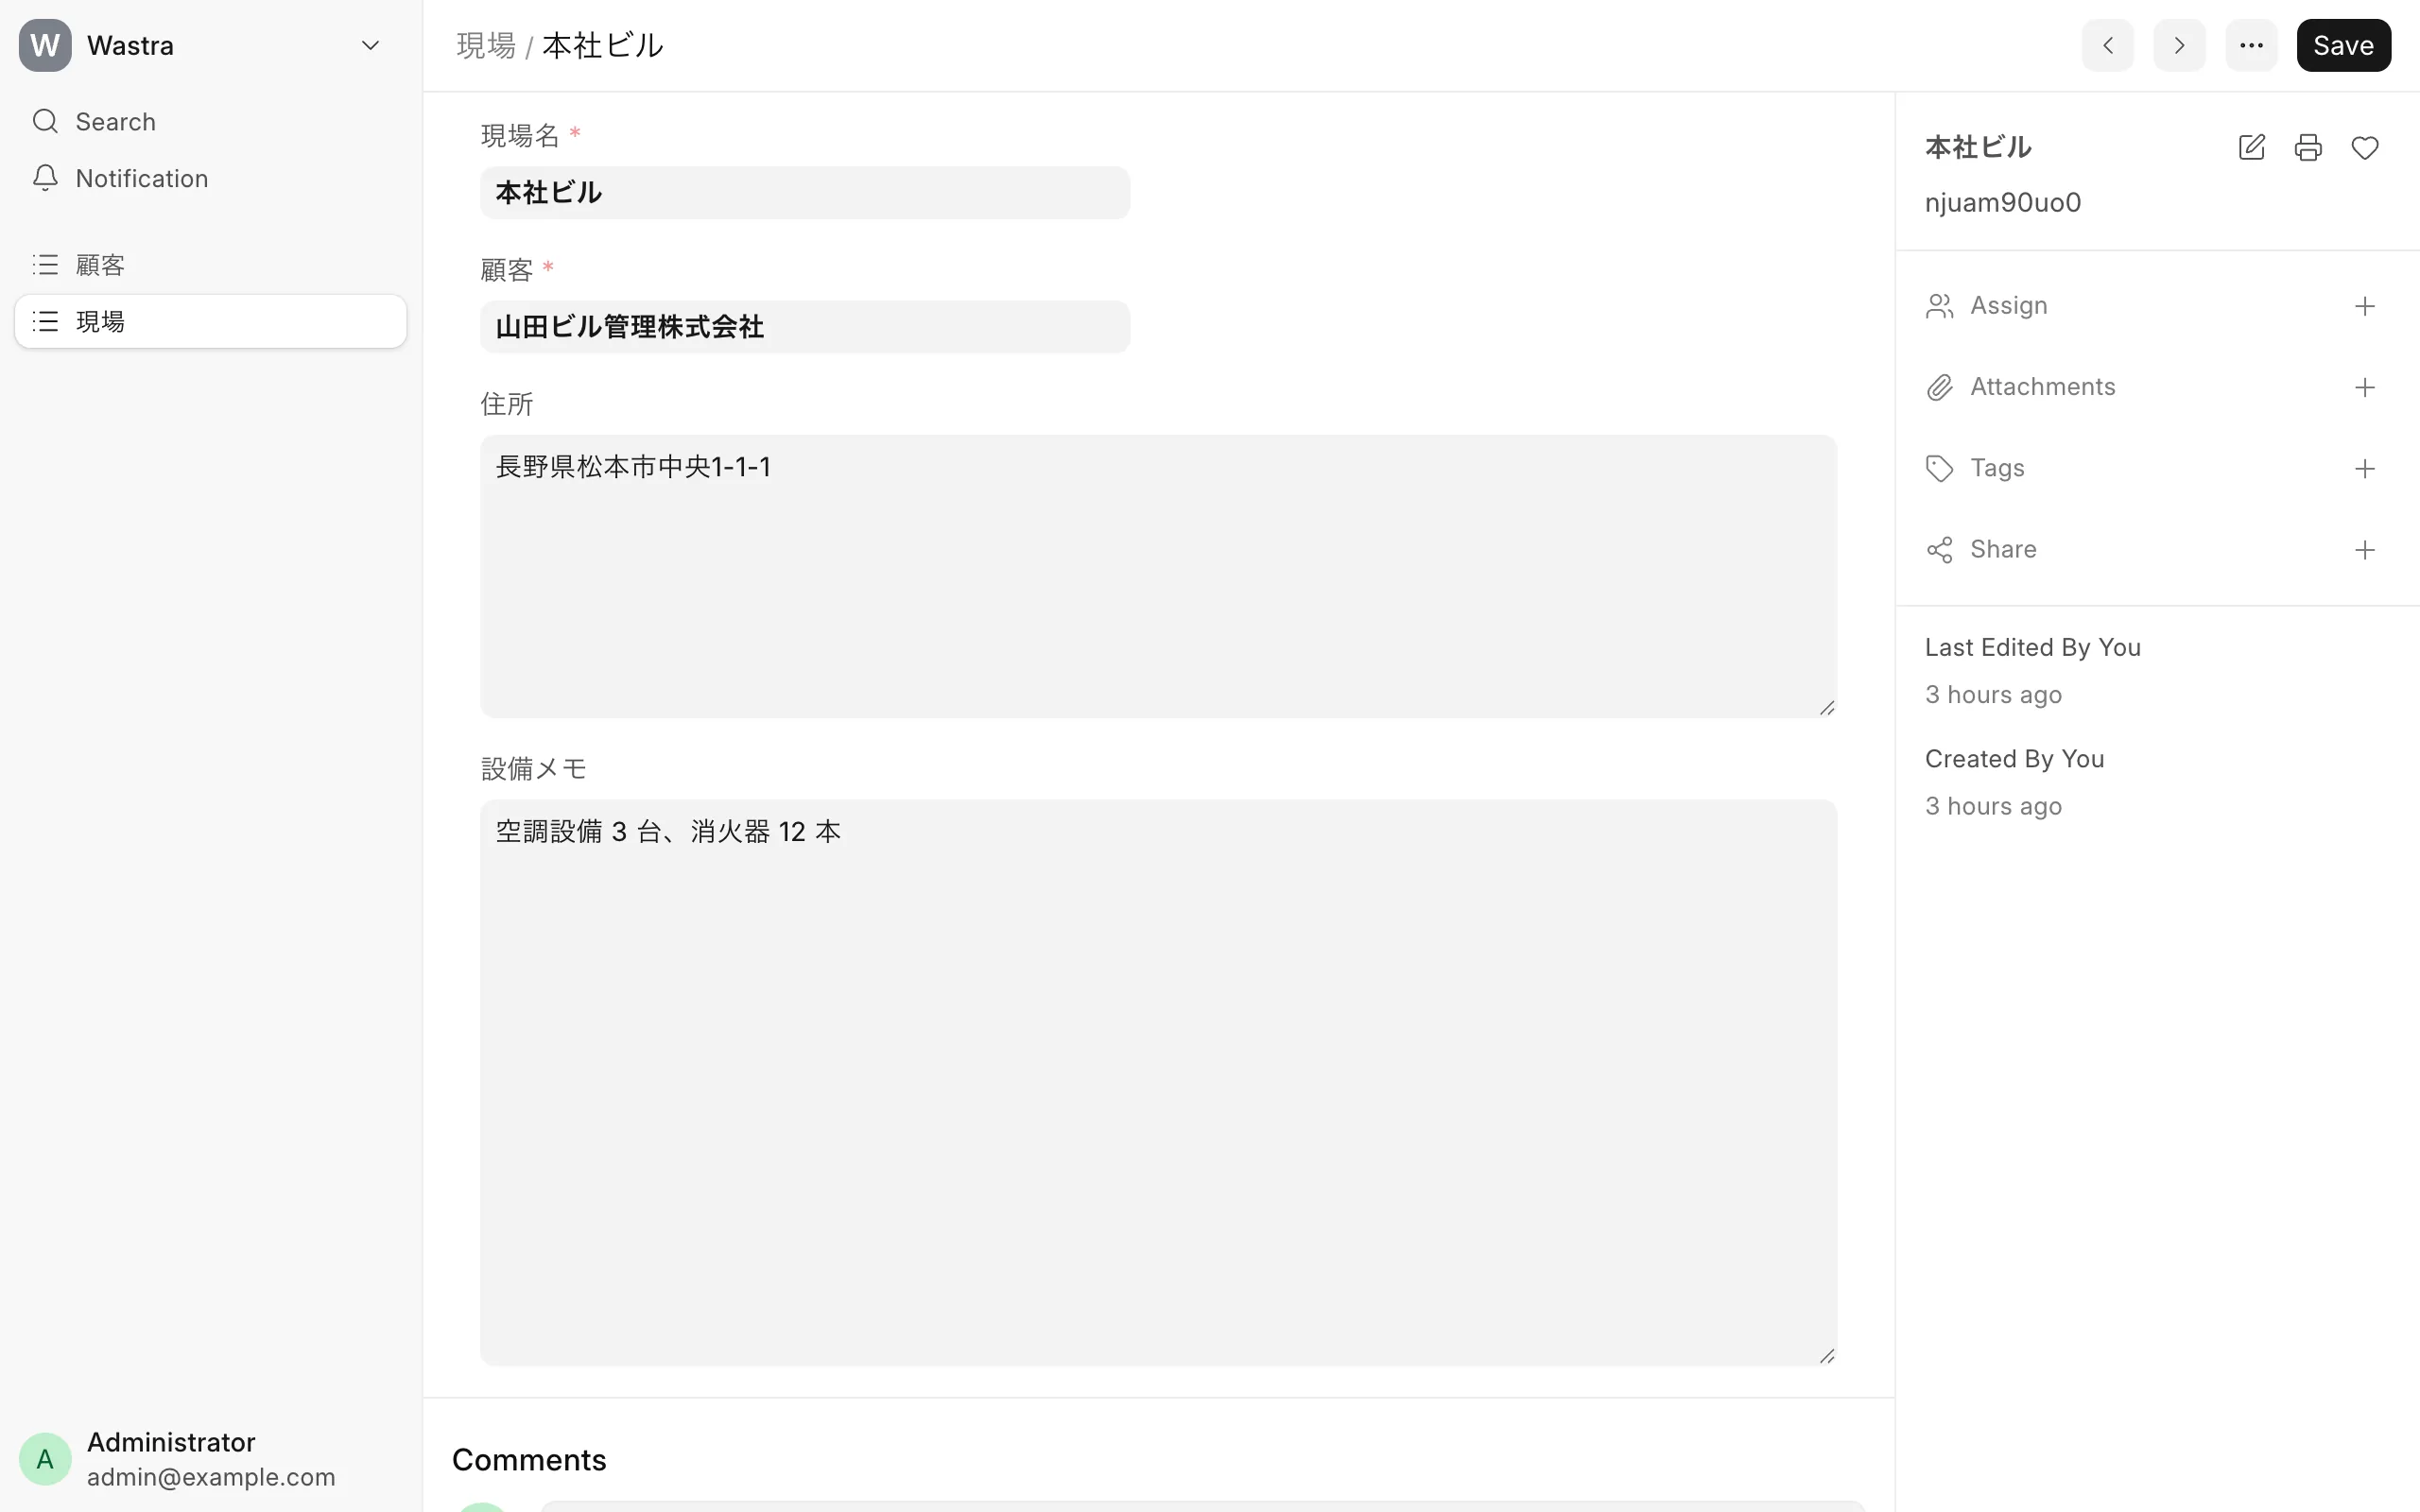 W Wastra
Search
Notification
顧客
現場
A
Administrator
admin@example.com
現場 / 本社ビル
Save
現場名 *
本社ビル
顧客 *
山田ビル管理株式会社
住所
長野県松本市中央1-1-1
設備メモ
空調設備 3 台、消火器 12 本
Comments
本社ビル
njuam90uo0
Assign
Attachments
Tags
Share
Last Edited By You
3 hours ago
Created By You
3 hours ago